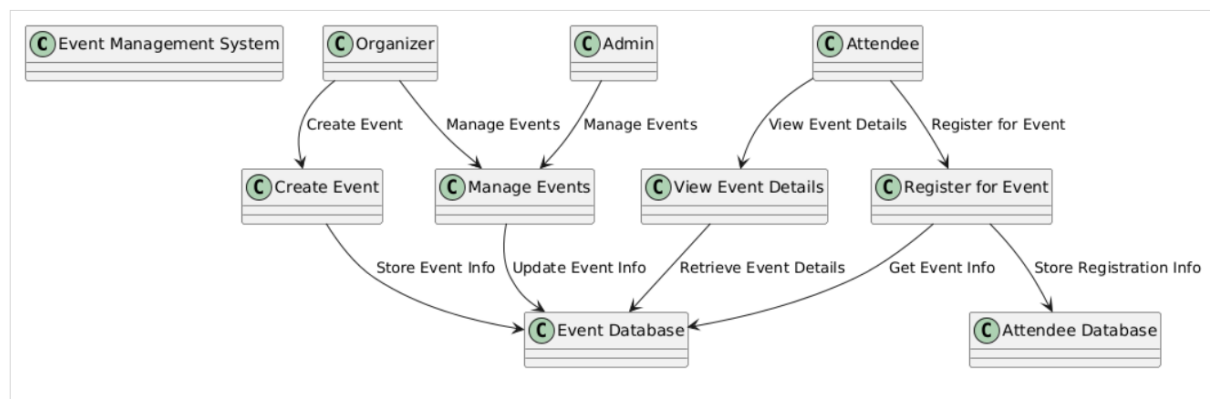 C Event Management System
C Organizer
C Admin
C Attendee
Create Event
Manage Events
Manage Events
View Event Details
Register for Event
C Create Event
C Manage Events
C View Event Details
C Register for Event
Store Event Info
Update Event Info
Retrieve Event Details
Get Event Info
Store Registration Info
C Event Database
C Attendee Database